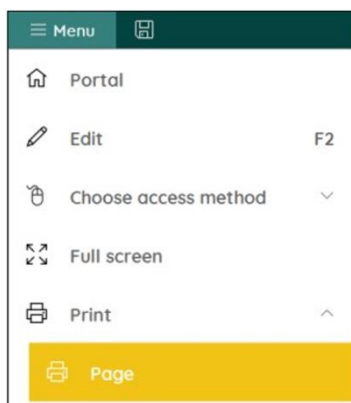 Menu
Portal
Edit F2
Choose access method
Full screen
Print
Page